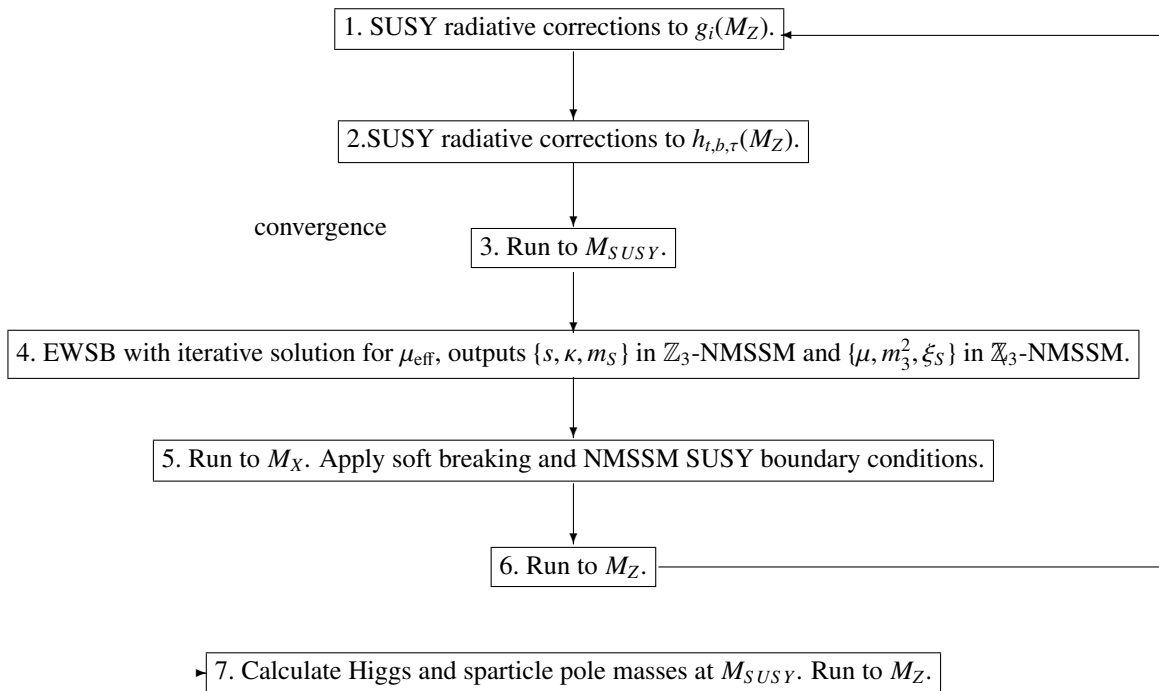 1. SUSY radiative corrections to g_i(M_Z).
2.SUSY radiative corrections to h_{t,b,τ}(M_Z).
convergence
3. Run to M_{SUSY}.
4. EWSB with iterative solution for μ_eff, outputs {s, κ, m_S} in ℤ_3-NMSSM and {μ, m_3^2, ξ_S} in ℤ̸_3-NMSSM.
5. Run to M_X. Apply soft breaking and NMSSM SUSY boundary conditions.
6. Run to M_Z.
7. Calculate Higgs and sparticle pole masses at M_{SUSY}. Run to M_Z.